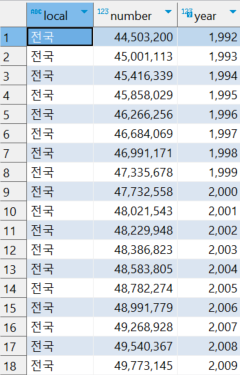 ABC local 123 number 123 year
1 전국 44,503,200 1,992
2 전국 45,001,113 1,993
3 전국 45,416,339 1,994
4 전국 45,858,029 1,995
5 전국 46,266,256 1,996
6 전국 46,684,069 1,997
7 전국 46,991,171 1,998
8 전국 47,335,678 1,999
9 전국 47,732,558 2,000
10 전국 48,021,543 2,001
11 전국 48,229,948 2,002
12 전국 48,386,823 2,003
13 전국 48,583,805 2,004
14 전국 48,782,274 2,005
15 전국 48,991,779 2,006
16 전국 49,268,928 2,007
17 전국 49,540,367 2,008
18 전국 49,773,145 2,009